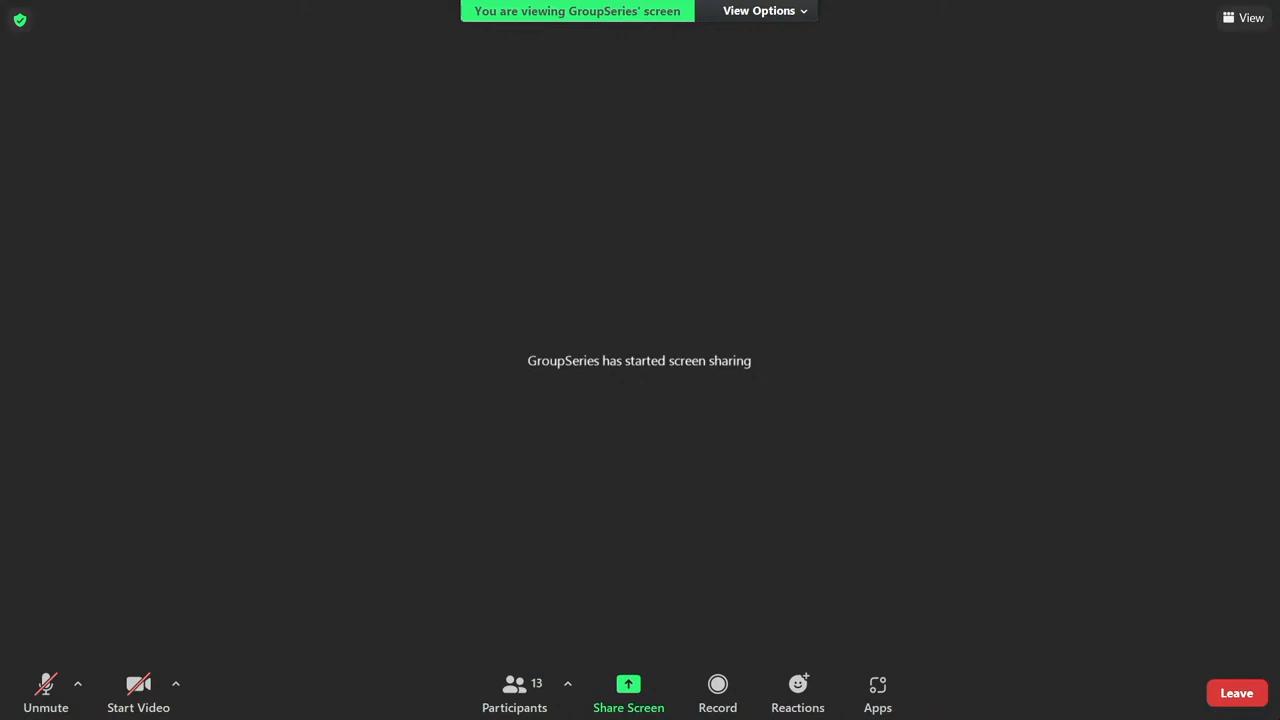 You are viewing GroupSeries' screen
View Options
View
GroupSeries has started screen sharing
Unmute
Start Video
13
Participants
Share Screen
Record
Reactions
Apps
Leave